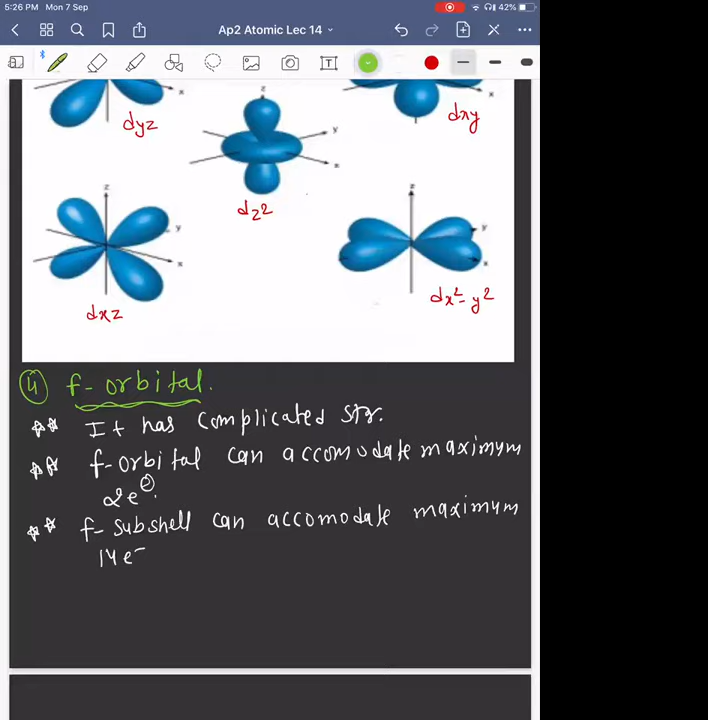 5:26 PM Mon 7 Sep
42%
Ap2 Atomic Lec 14
T
x
dyz
z
y
x
dz2
x
dxy
z
y
x
dxz
z
y
x
dx2-y2
4 f-orbital.
It has complicated str.
f-orbital can accomodate maximum
2e⊖.
f-subshell can accomodate maximum
14e-